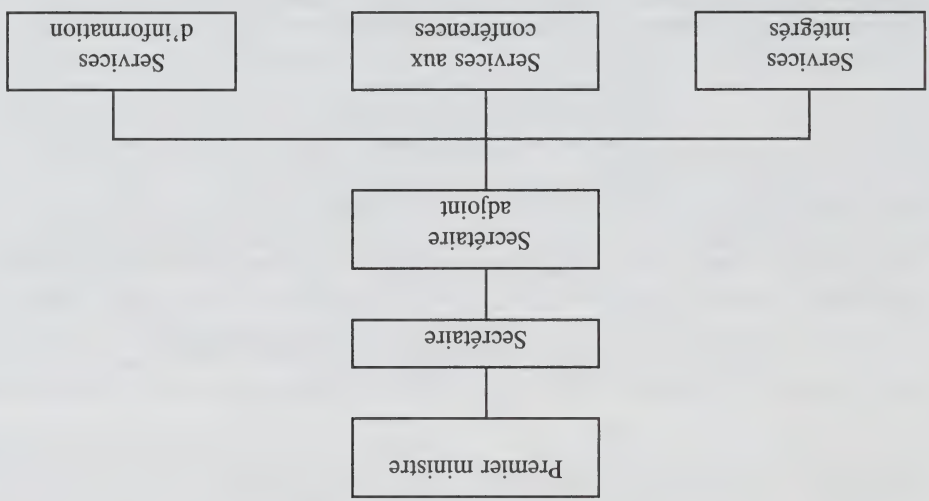 Premier ministre
Secrétaire
Secrétaire
adjoint
Services
intégrés
Services aux
conférences
Services
d'information